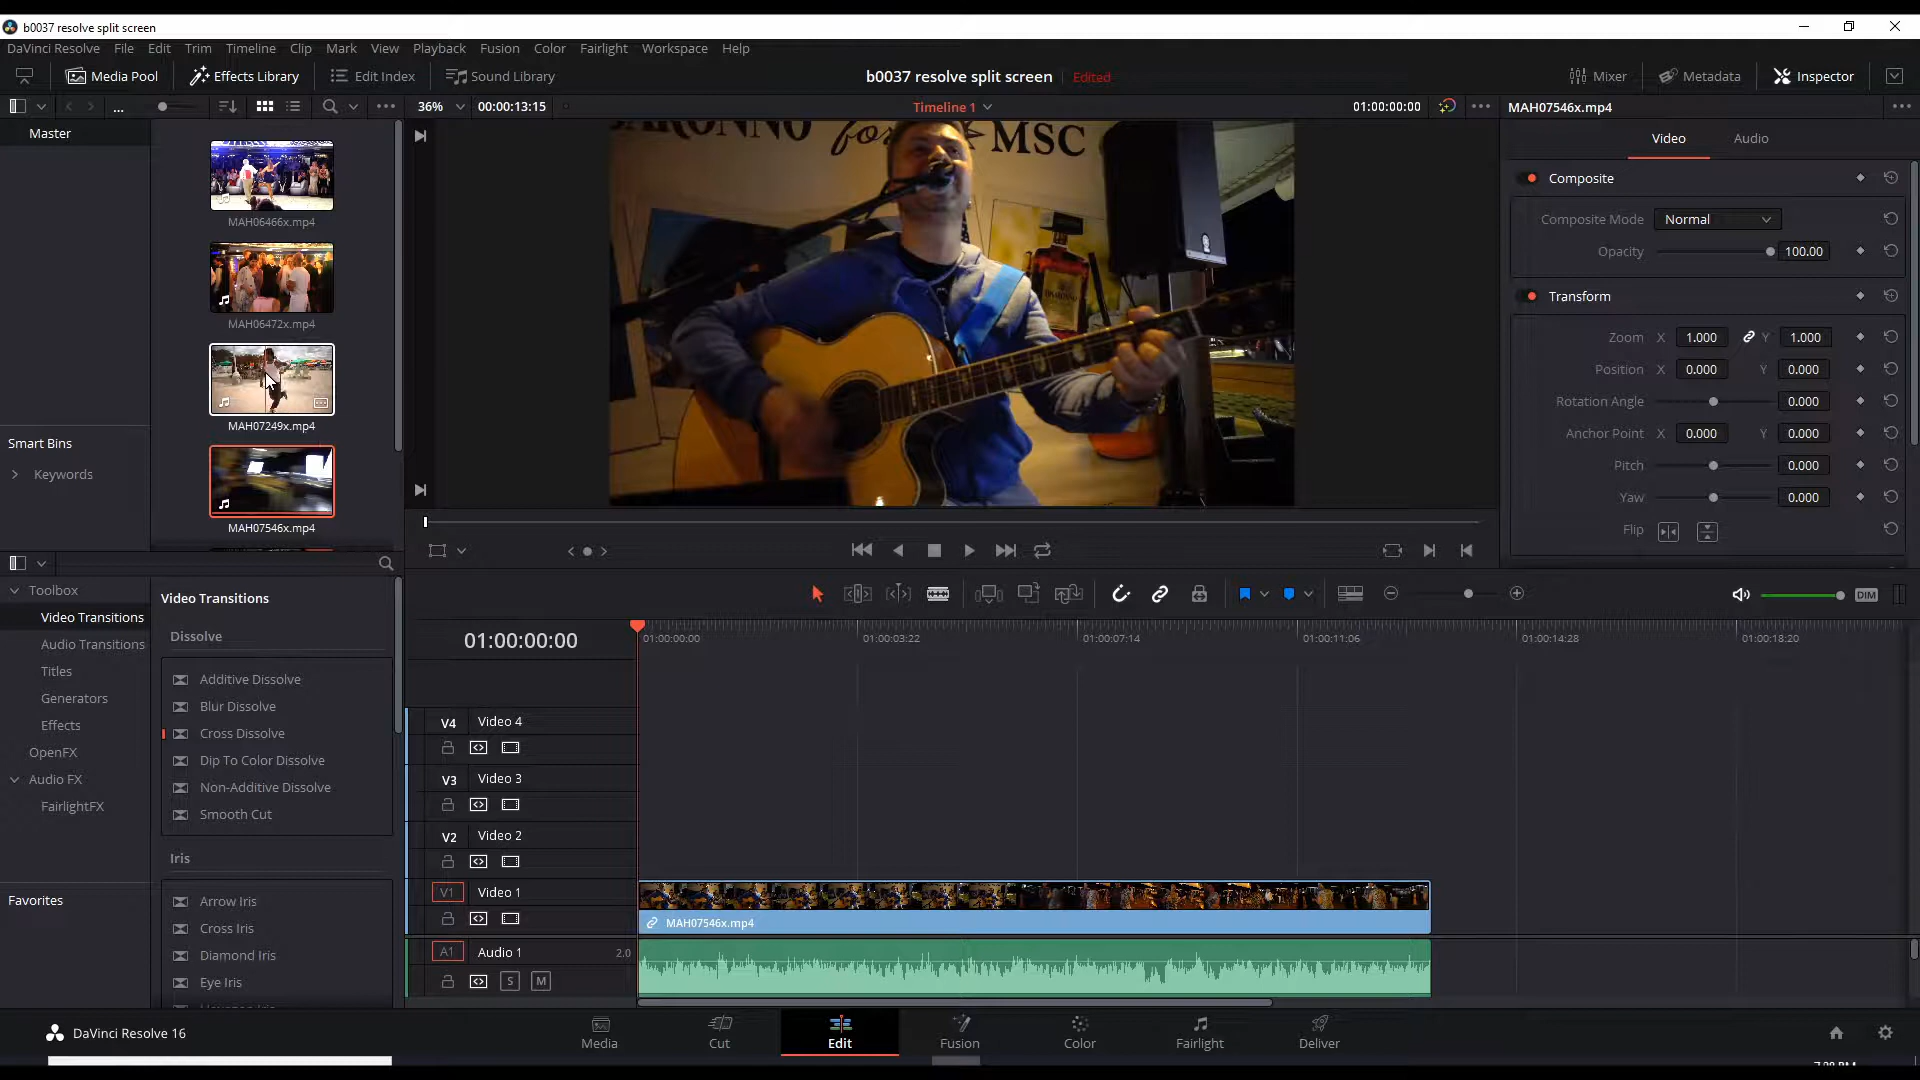 b0037 resolve split screen
DaVinci Resolve File Edit Trim Timeline Clip Mark View Playback Fusion Color Fairlight Workspace Help
Media Pool Effects Library Edit Index Sound Library b0037 resolve split screen Edited Mixer Metadata Inspector
... 36% 00:00:13:15 Timeline 1 01:00:00:00 MAH07546x.mp4
Master
Video Audio
Composite
Composite Mode Normal
Opacity 100.00
Transform
Zoom X 1.000 Y 1.000
Position X 0.000 Y 0.000
Rotation Angle 0.000
Anchor Point X 0.000 Y 0.000
Pitch 0.000
Yaw 0.000
Flip
MAH06466x.mp4
MAH06472x.mp4
MAH07249x.mp4
MAH07546x.mp4
for MSC
Smart Bins
Keywords
Toolbox
Video Transitions
Audio Transitions
Titles
Generators
Effects
OpenFX
Audio FX
FairlightFX
Favorites
Video Transitions
Dissolve
Additive Dissolve
Blur Dissolve
Cross Dissolve
Dip To Color Dissolve
Non-Additive Dissolve
Smooth Cut
Iris
Arrow Iris
Cross Iris
Diamond Iris
Eye Iris
DIM
01:00:00:00
01:00:00:00 01:00:03:22 01:00:07:14 01:00:11:06 01:00:14:28 01:00:18:20
V4 Video 4
V3 Video 3
V2 Video 2
V1 Video 1
MAH07546x.mp4
A1 Audio 1 2.0
S M
DaVinci Resolve 16
Media Cut Edit Fusion Color Fairlight Deliver